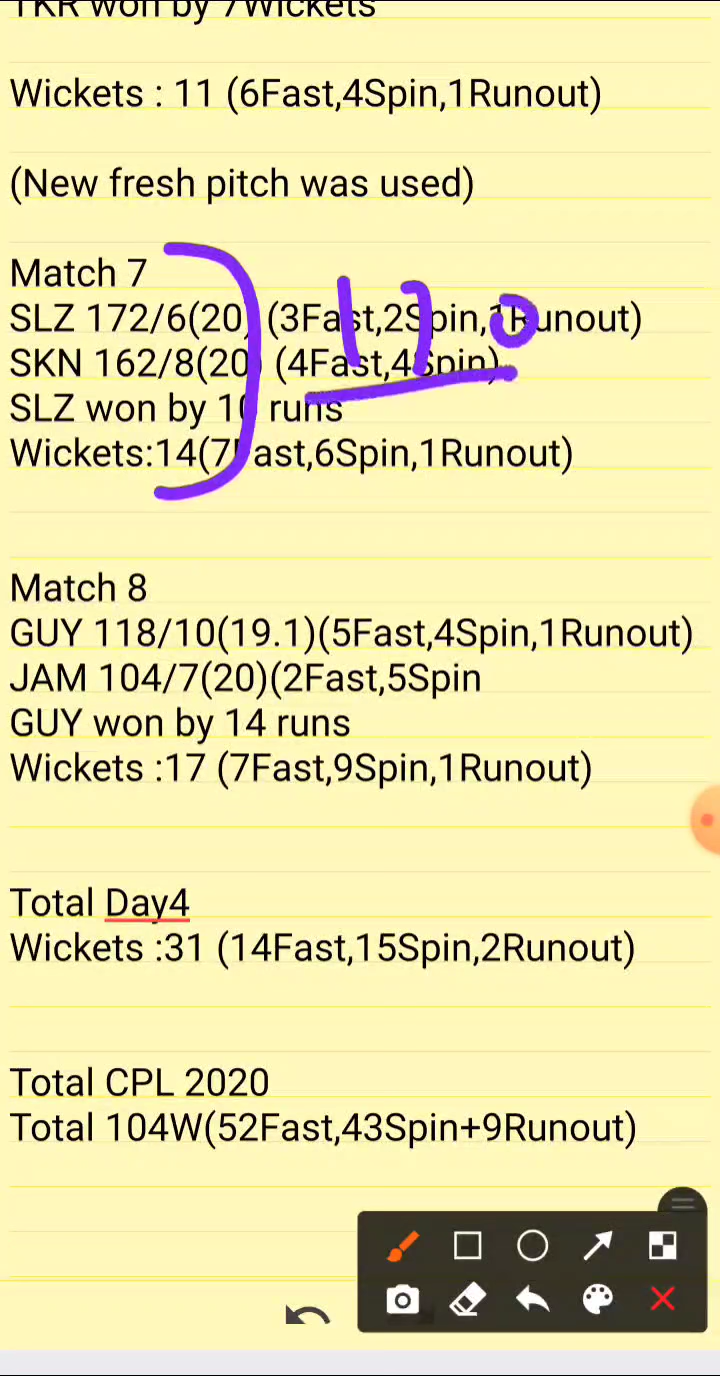 TKR won by 7Wickets
Wickets : 11 (6Fast,4Spin,1Runout)
(New fresh pitch was used)
Match 7
SLZ 172/6(20) (3Fast,2Spin,1Runout)
SKN 162/8(20) (4Fast,4Spin)
SLZ won by 10 runs
Wickets:14(7Fast,6Spin,1Runout)
Match 8
GUY 118/10(19.1)(5Fast,4Spin,1Runout)
JAM 104/7(20)(2Fast,5Spin
GUY won by 14 runs
Wickets :17 (7Fast,9Spin,1Runout)
Total Day4
Wickets :31 (14Fast,15Spin,2Runout)
Total CPL 2020
Total 104W(52Fast,43Spin+9Runout)